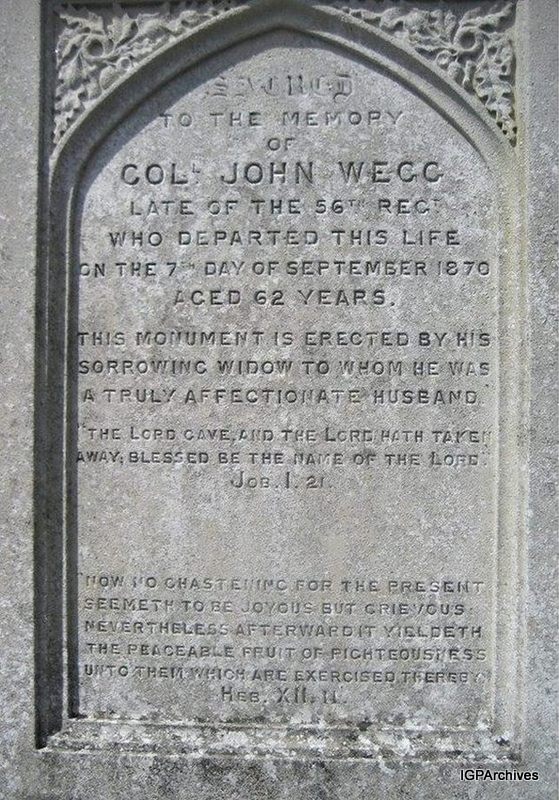 SACRED
TO THE MEMORY
OF
COLL JOHN WEGG
LATE OF THE 56TH REGT
WHO DEPARTED THIS LIFE
ON THE 7TH DAY OF SEPTEMBER 1870
AGED 62 YEARS.
THIS MONUMENT IS ERECTED BY HIS
SORROWING WIDOW TO WHOM HE WAS
A TRULY AFFECTIONATE HUSBAND.
"THE LORD GAVE, AND THE LORD HATH TAKEN
AWAY; BLESSED BE THE NAME OF THE LORD."
JOB. I. 21.
"NOW NO CHASTENING FOR THE PRESENT
SEEMETH TO BE JOYOUS BUT GRIEVOUS:
NEVERTHELESS AFTERWARD IT YIELDETH
THE PEACEABLE FRUIT OF RIGHTEOUSNESS
UNTO THEM WHICH ARE EXERCISED THEREBY"
HEB. XII. 11.
IGPArchives